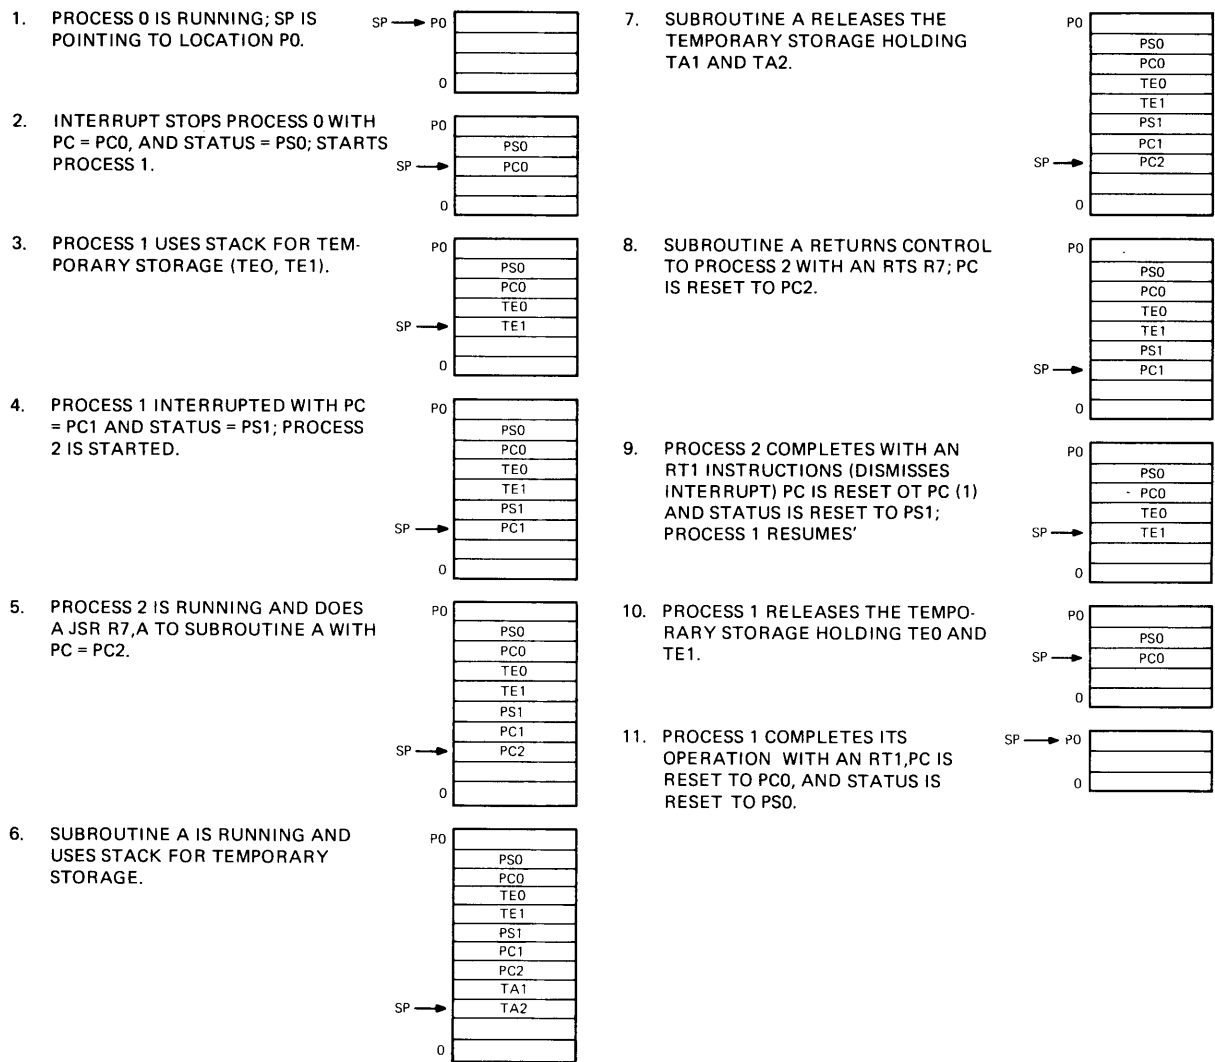 1. PROCESS 0 IS RUNNING; SP IS
POINTING TO LOCATION P0.
SP P0
0
2. INTERRUPT STOPS PROCESS 0 WITH
PC = PC0, AND STATUS = PS0; STARTS
PROCESS 1.
P0
PS0
SP PC0
0
3. PROCESS 1 USES STACK FOR TEM-
PORARY STORAGE (TE0, TE1).
P0
PS0
PC0
TE0
SP TE1
0
4. PROCESS 1 INTERRUPTED WITH PC
= PC1 AND STATUS = PS1; PROCESS
2 IS STARTED.
P0
PS0
PC0
TE0
TE1
PS1
SP PC1
0
5. PROCESS 2 IS RUNNING AND DOES
A JSR R7,A TO SUBROUTINE A WITH
PC = PC2.
P0
PS0
PC0
TE0
TE1
PS1
PC1
SP PC2
0
6. SUBROUTINE A IS RUNNING AND
USES STACK FOR TEMPORARY
STORAGE.
P0
PS0
PC0
TE0
TE1
PS1
PC1
PC2
TA1
SP TA2
0
7. SUBROUTINE A RELEASES THE
TEMPORARY STORAGE HOLDING
TA1 AND TA2.
P0
PS0
PC0
TE0
TE1
PS1
PC1
SP PC2
0
8. SUBROUTINE A RETURNS CONTROL
TO PROCESS 2 WITH AN RTS R7; PC
IS RESET TO PC2.
P0
PS0
PC0
TE0
TE1
PS1
SP PC1
0
9. PROCESS 2 COMPLETES WITH AN
RT1 INSTRUCTIONS (DISMISSES
INTERRUPT) PC IS RESET OT PC (1)
AND STATUS IS RESET TO PS1;
PROCESS 1 RESUMES'
P0
PS0
PC0
TE0
SP TE1
0
10. PROCESS 1 RELEASES THE TEMPO-
RARY STORAGE HOLDING TE0 AND
TE1.
P0
PS0
SP PC0
0
11. PROCESS 1 COMPLETES ITS
OPERATION WITH AN RT1,PC IS
RESET TO PC0, AND STATUS IS
RESET TO PS0.
SP P0
0